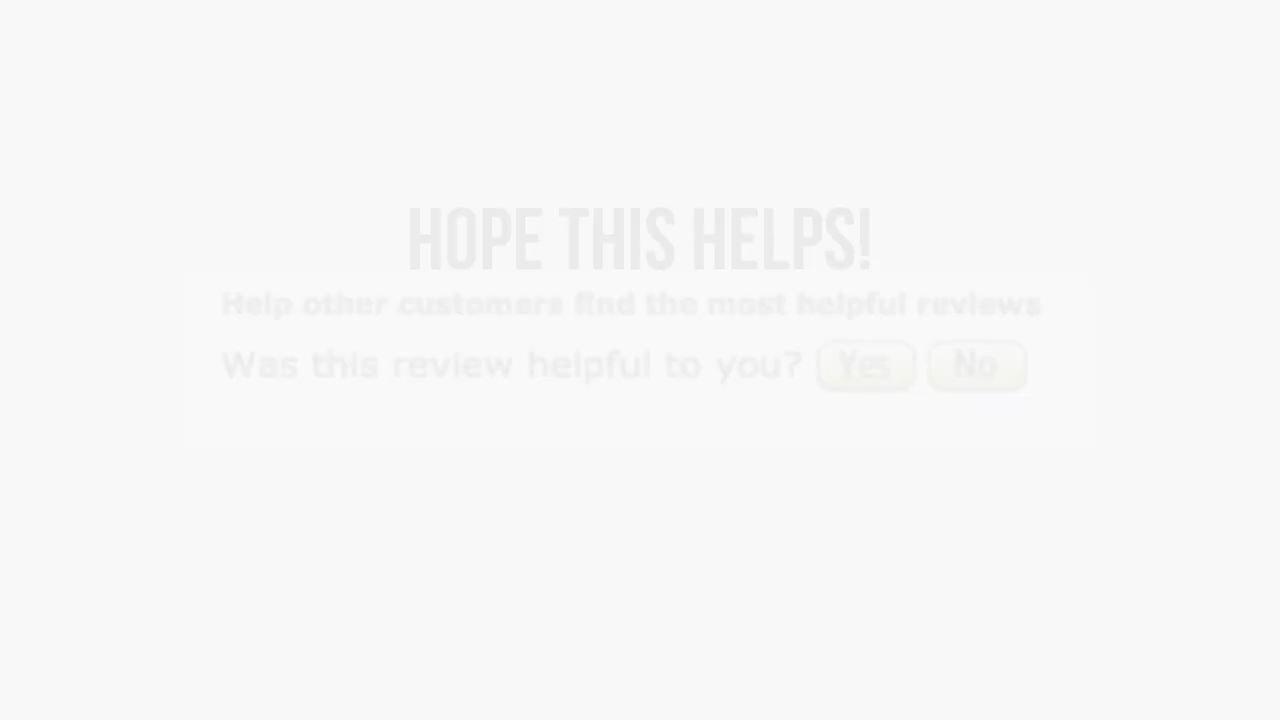 HOPE THIS HELPS!
Help other customers find the most helpful reviews
Was this review helpful to you? Yes No